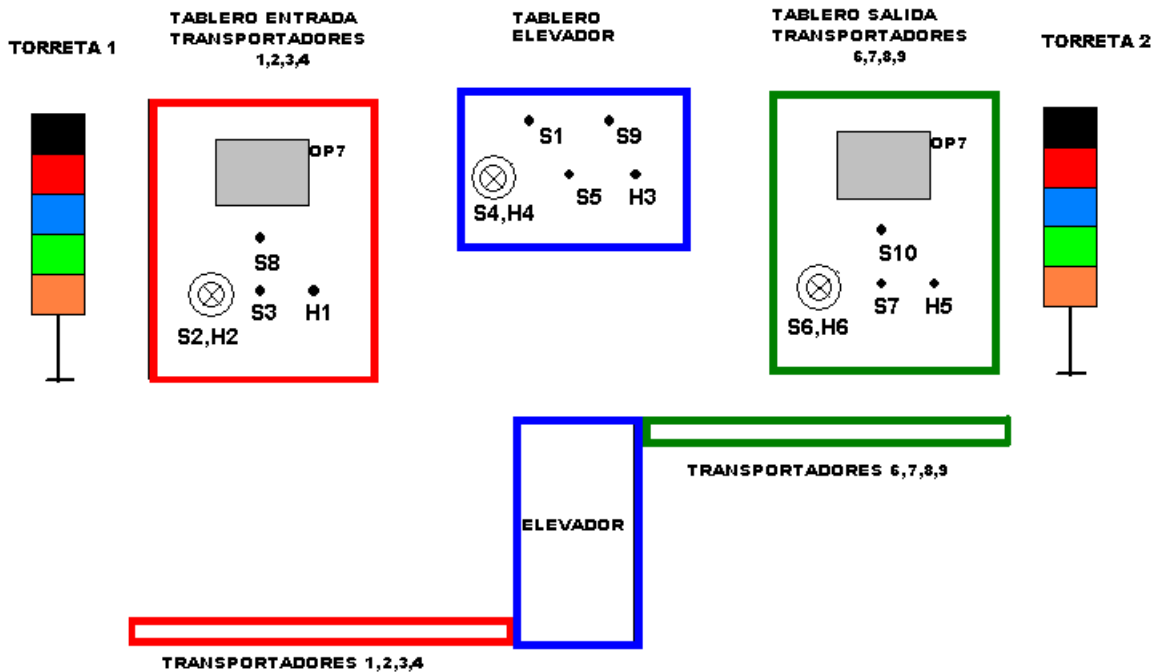 TORRETA 1
TABLERO ENTRADA
TRANSPORTADORES
1,2,3,4
TABLERO
ELEVADOR
TABLERO SALIDA
TRANSPORTADORES
6,7,8,9
TORRETA 2
OP7
S8
S3
H1
S2,H2
S1
S9
S5
H3
S4,H4
OP7
S10
S7
H5
S6,H6
TRANSPORTADORES 6,7,8,9
ELEVADOR
TRANSPORTADORES 1,2,3,4